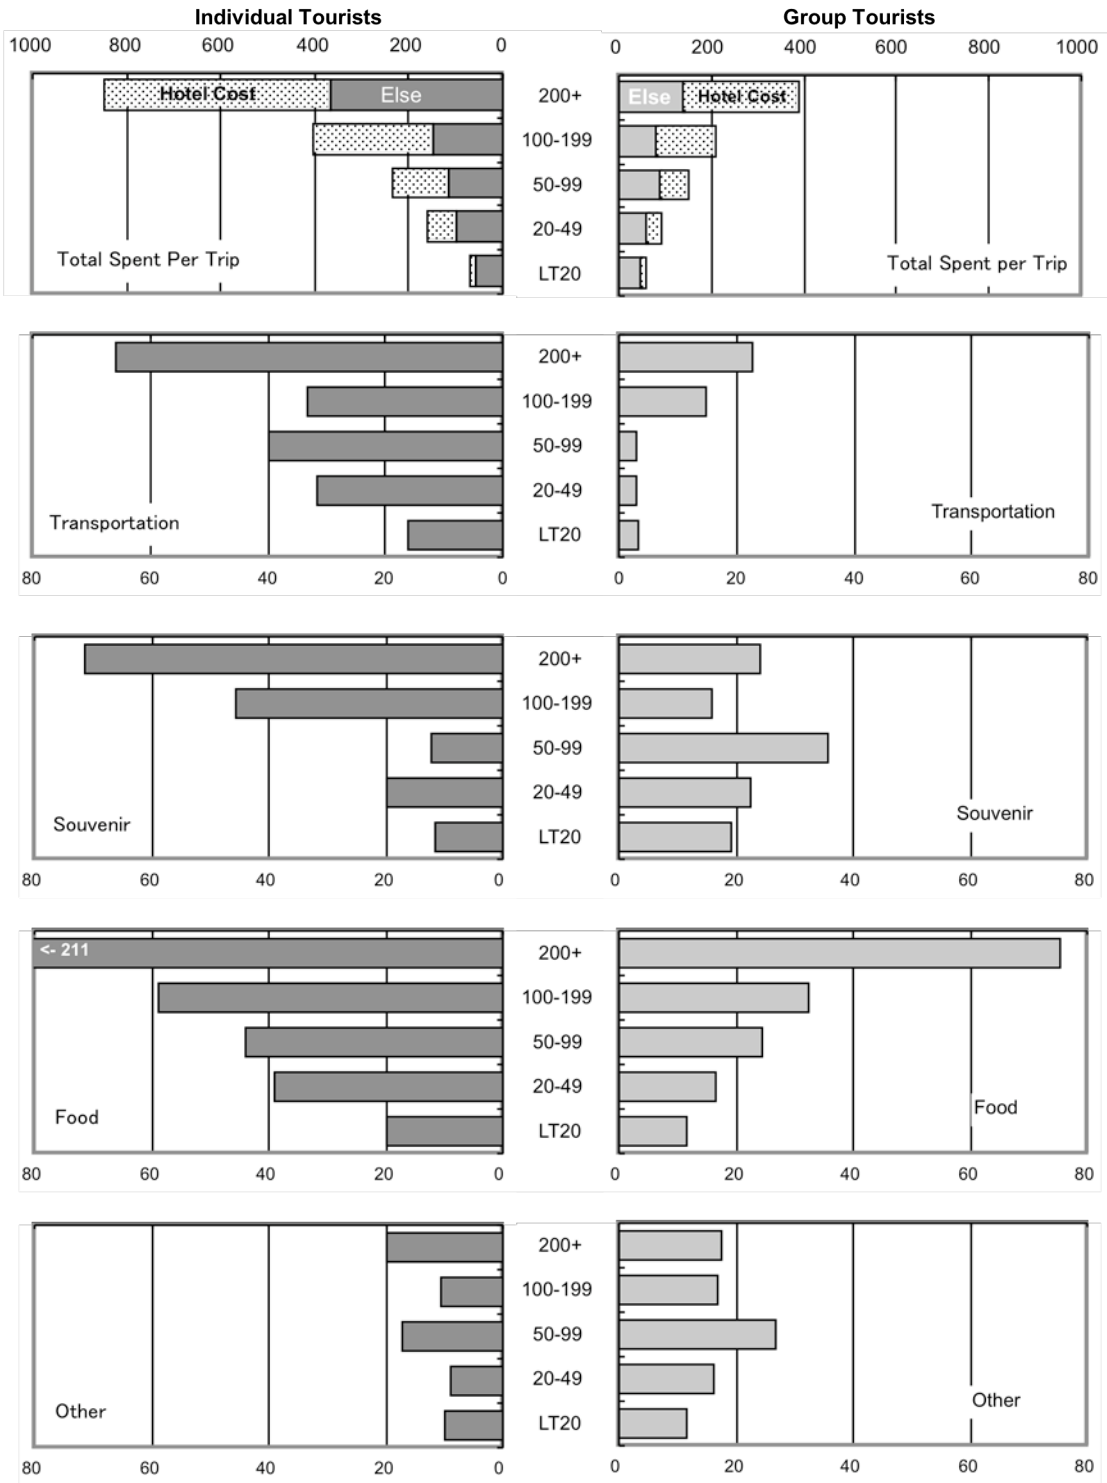 Individual Tourists Group Tourists
1000 800 600 400 200 0 0 200 400 600 800 1000
Hotel Cost Else 200+ Else Hotel Cost
100-199
50-99
20-49
Total Spent Per Trip Total Spent per Trip
LT20
200+
100-199
50-99
20-49
Transportation Transportation
LT20
80 60 40 20 0 0 20 40 60 80
200+
100-199
50-99
20-49
Souvenir Souvenir
LT20
80 60 40 20 0 0 20 40 60 80
<- 211 200+
100-199
50-99
20-49
Food Food
LT20
80 60 40 20 0 0 20 40 60 80
200+
100-199
50-99
20-49
Other Other
LT20
80 60 40 20 0 0 20 40 60 80